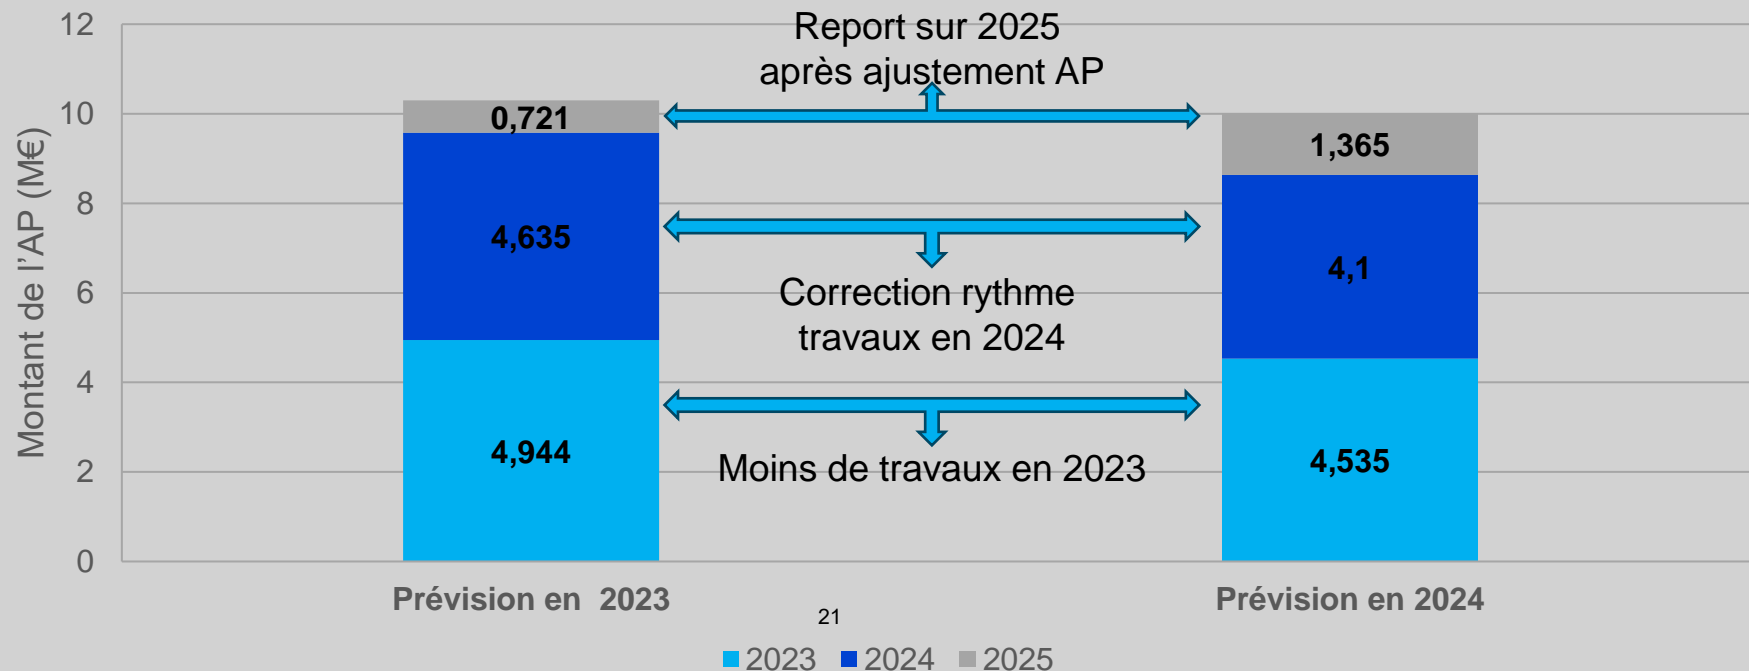 Montant de l'AP (M€)
12
10
8
6
4
2
0
Report sur 2025
après ajustement AP
0,721
4,635
4,944
Correction rythme
travaux en 2024
Moins de travaux en 2023
1,365
4,1
4,535
Prévision en  2023
Prévision en 2024
21
2023 2024 2025